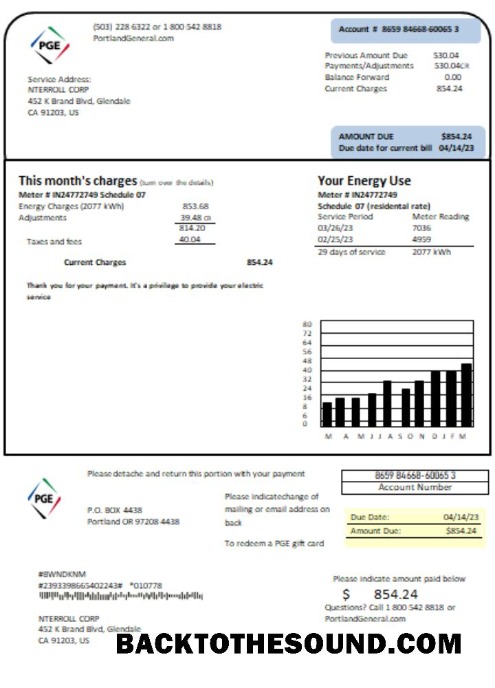 PGE
(503) 228 6322 or 1 800 542 8818
PortlandGeneral.com
Account # 8659 84668-60065 3
Service Address:
NTERROLL CORP
452 K Brand Blvd, Glendale
CA 91203, US
Previous Amount Due 530.04
Payments/Adjustments 530.04CR
Balance Forward 0.00
Current Charges 854.24
AMOUNT DUE $854.24
Due date for current bill 04/14/23
This month's charges (turn over the details)
Meter # IN24772749 Schedule 07
Energy Charges (2077 kWh) 853.68
Adjustments 39.48 CR
814.20
Taxes and fees 40.04
Current Charges 854.24
Thank you for your payment. It's a privilege to provide your electric
service
Your Energy Use
Meter # IN24772749
Schedule 07 (residental rate)
Service Period Meter Reading
03/26/23 7036
02/25/23 4959
29 days of service 2077 kWh
80
72
64
56
48
40
32
24
16
8
0
M A M J J A S O N D J F M
PGE
Please detache and return this portion with your payment
P.O. BOX 4438
Portland OR 97208 4438
Please indicatechange of
mailing or email address on
back
To redeem a PGE gift card
8659 84668-60065 3
Account Number
Due Date: 04/14/23
Amount Due: $854.24
#BWNDKNM
#2393398665402243# *010778
NTERROLL CORP
452 K Brand Blvd, Glendale
CA 91203, US
Please indicate amount paid below
$ 854.24
Questions? Call 1 800 542 8818 or
PortlandGeneral.com
BACKTOTHESOUND.COM